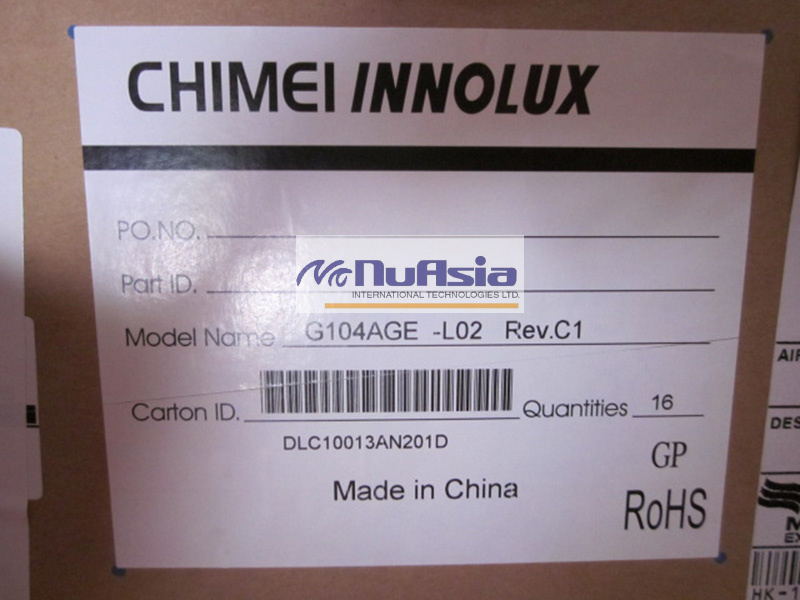 CHIMEI INNOLUX
PO.NO.
NuAsia
INTERNATIONAL TECHNOLOGIES LTD.
Part ID.
Model Name G104AGE -L02 Rev.C1
Carton ID. Quantities 16
DLC10013AN201D
GP
Made in China
RoHS
AIR
DES
M
EX
HK-1